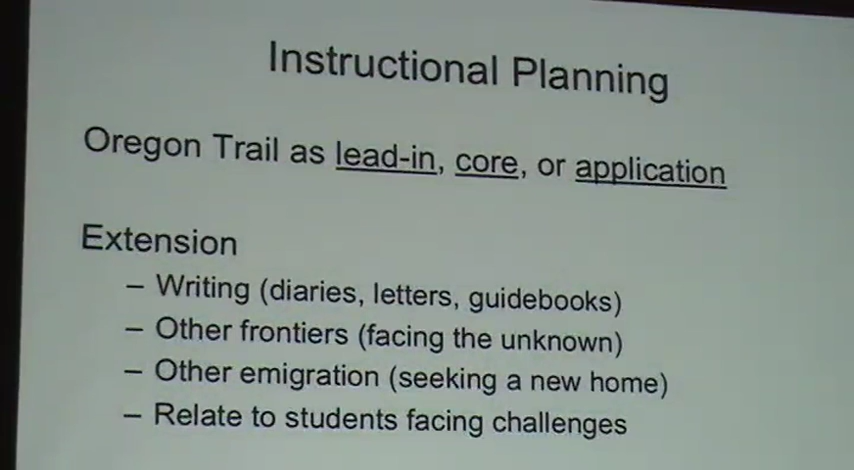 Instructional Planning
Oregon Trail as lead-in, core, or application
Extension
– Writing (diaries, letters, guidebooks)
– Other frontiers (facing the unknown)
– Other emigration (seeking a new home)
– Relate to students facing challenges